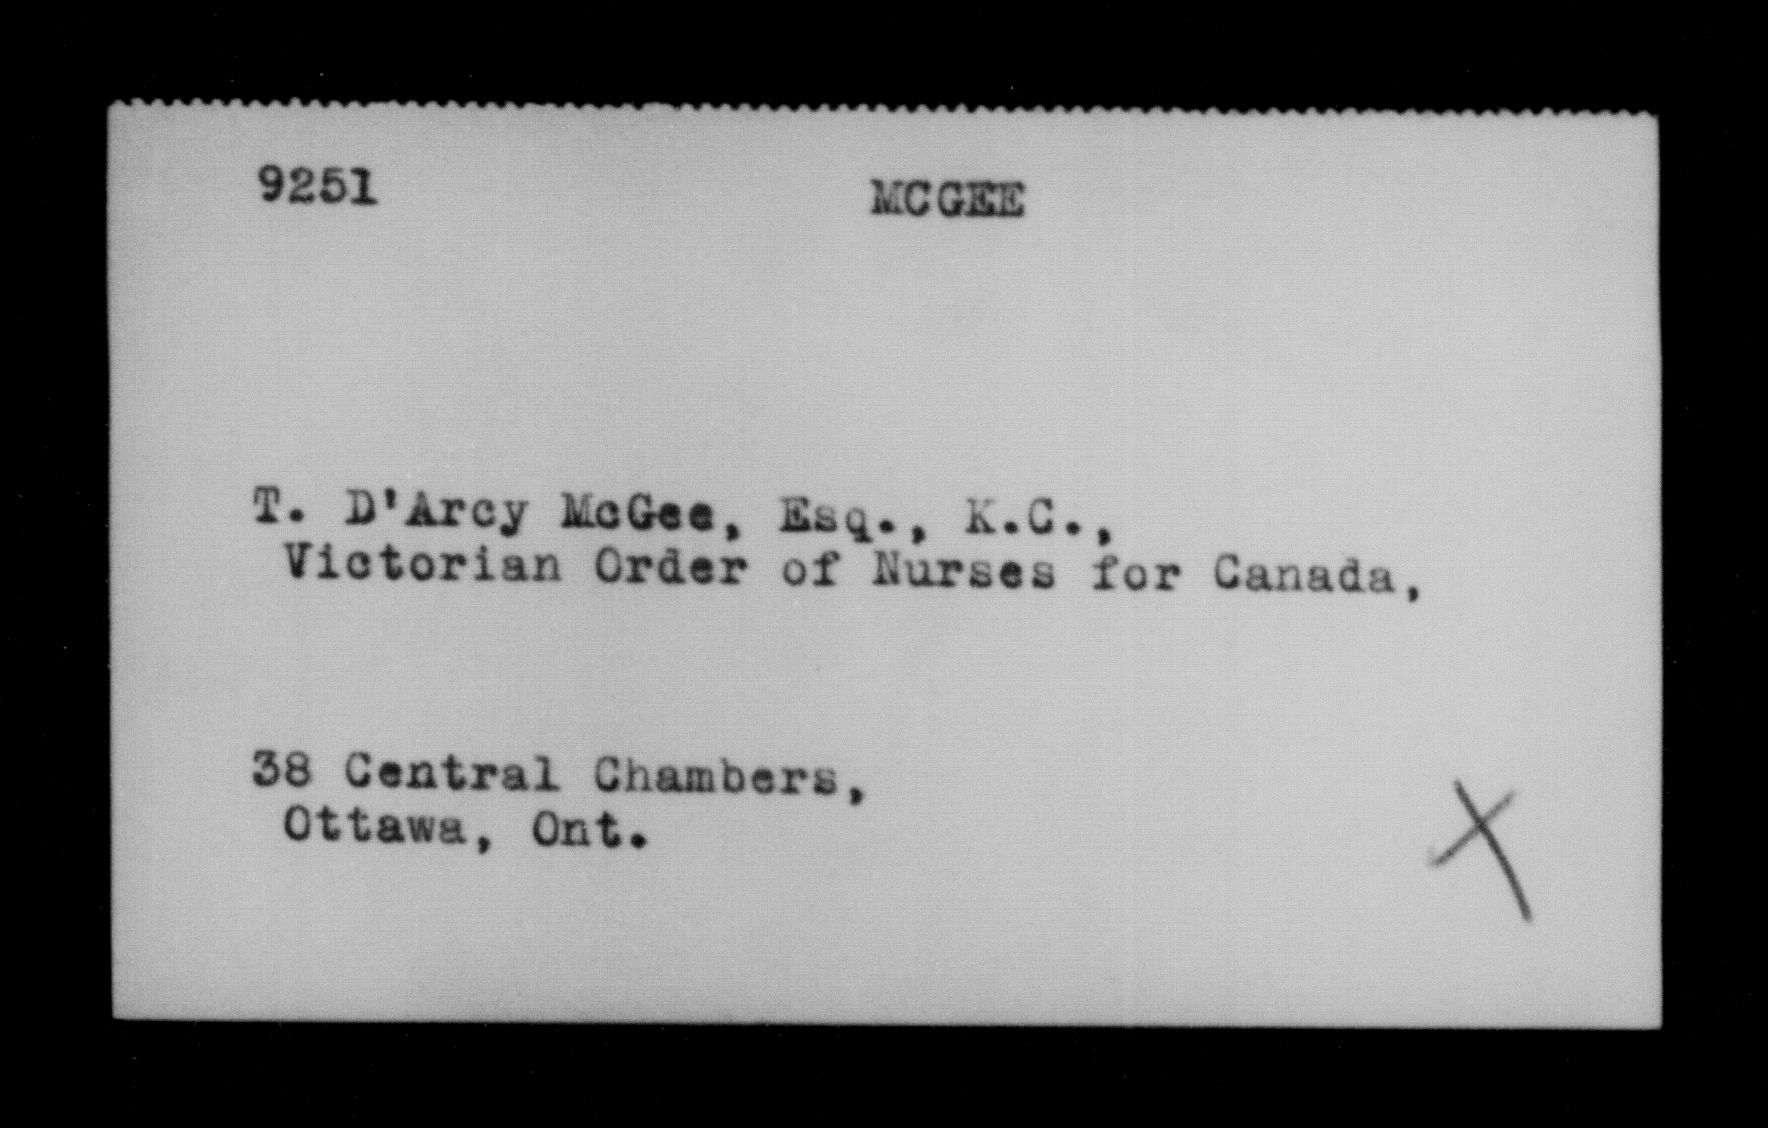 9251 MCGEE
T. D'Arcy McGee, Esq., K.C.,
Victorian Order of Nurses for Canada,
38 Central Chambers,
Ottawa, Ont.
X